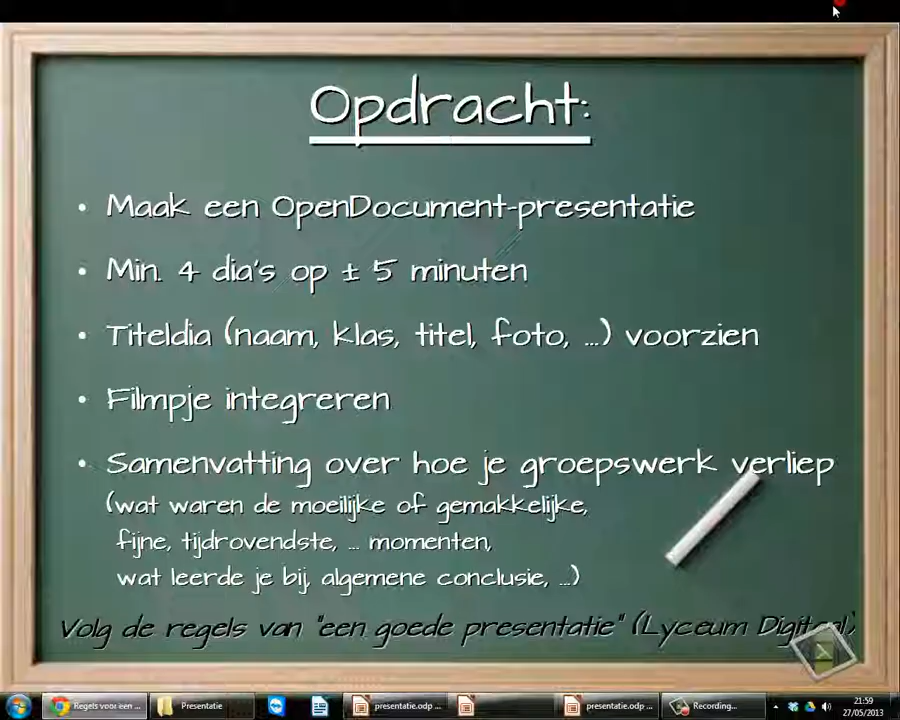 Opdracht:
• Maak een OpenDocument-presentatie
• Min. 4 dia's op ± 5 minuten
• Titeldia (naam, klas, titel, foto, ...) voorzien
• Filmpje integreren
• Samenvatting over hoe je groepswerk verliep
(wat waren de moeilijke of gemakkelijke,
fijne, tijdrovendste, ... momenten,
wat leerde je bij, algemene conclusie, ...)
Volg de regels van "een goede presentatie" (Lyceum Digitaal)
Regels voor een ... Presentatie presentatie.odp ... presentatie.odp ... Recording... 21:59
27/05/2013